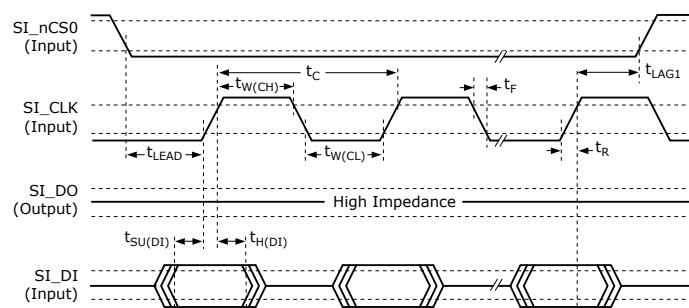 SI_nCS0
(Input)
t_C
t_LAG1
t_W(CH)
t_F
SI_CLK
(Input)
t_LEAD
t_W(CL)
t_R
SI_DO
(Output)
High Impedance
t_SU(DI)
t_H(DI)
SI_DI
(Input)